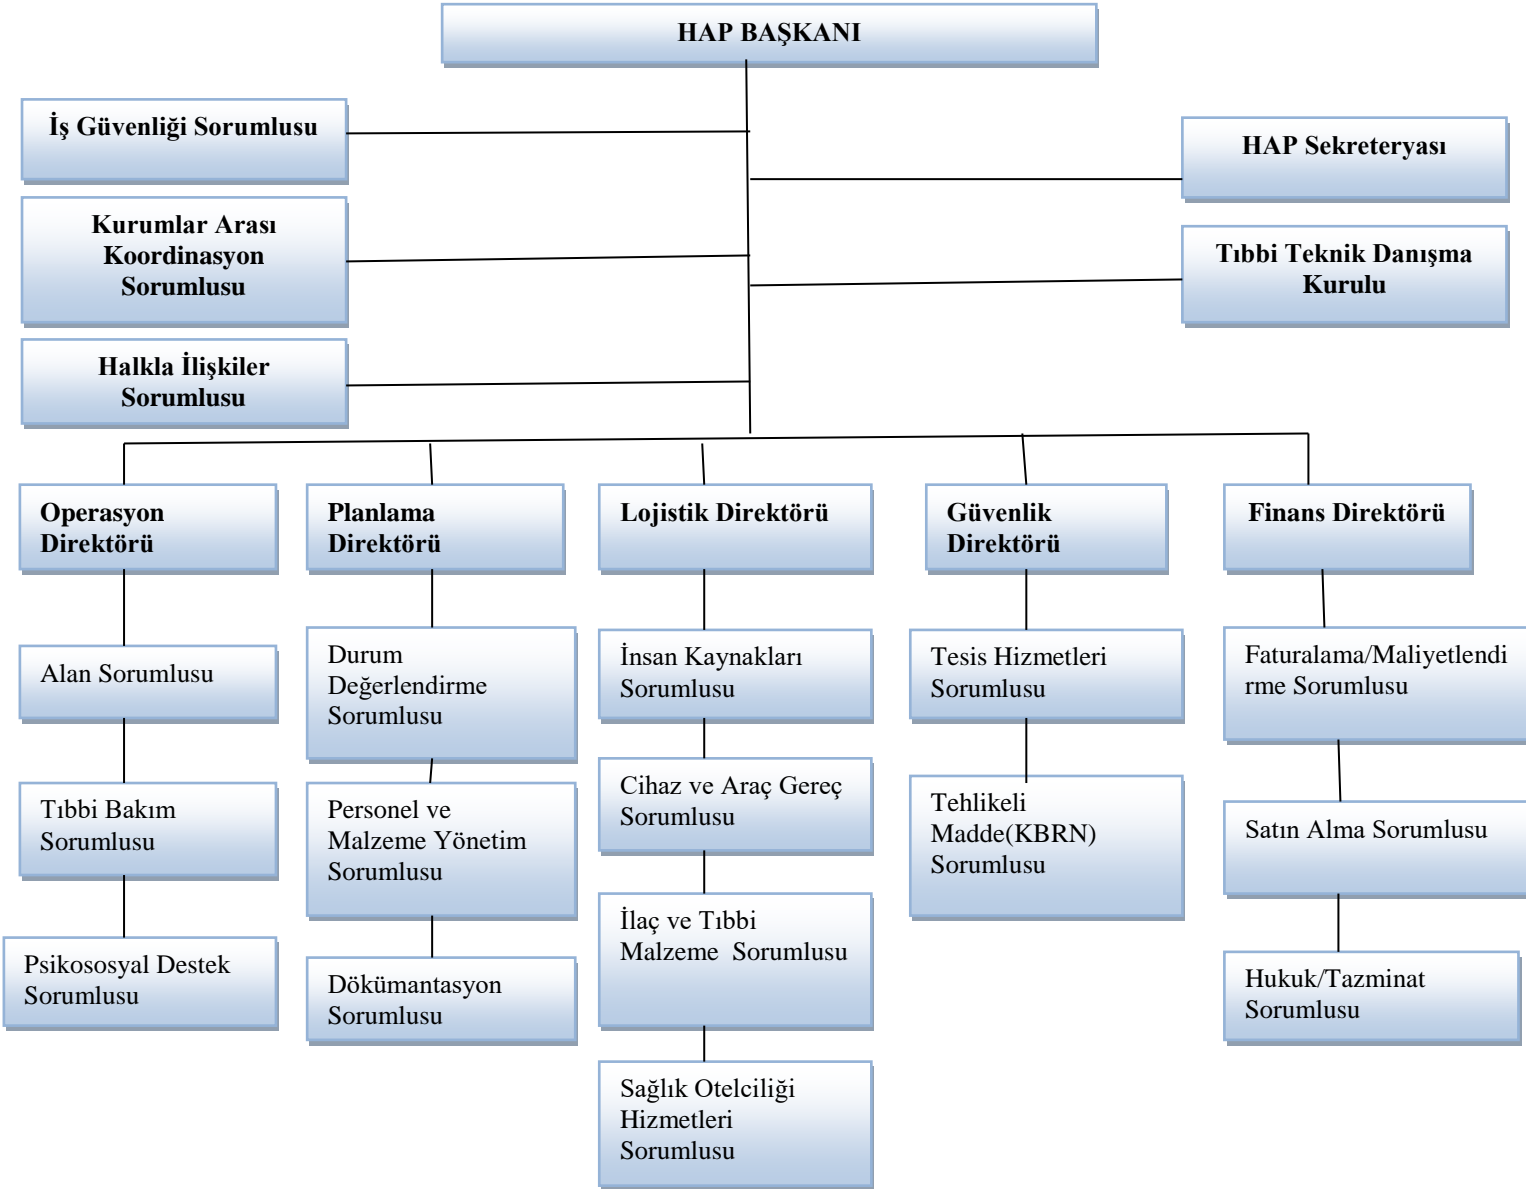 HAP BAŞKANI
İş Güvenliği Sorumlusu
HAP Sekreteryası
Kurumlar Arası
Koordinasyon
Sorumlusu
Tıbbi Teknik Danışma
Kurulu
Halkla İlişkiler
Sorumlusu
Operasyon
Direktörü
Planlama
Direktörü
Lojistik Direktörü
Güvenlik
Direktörü
Finans Direktörü
Alan Sorumlusu
Tıbbi Bakım
Sorumlusu
Psikososyal Destek
Sorumlusu
Durum
Değerlendirme
Sorumlusu
Personel ve
Malzeme Yönetim
Sorumlusu
Dökümantasyon
Sorumlusu
İnsan Kaynakları
Sorumlusu
Cihaz ve Araç Gereç
Sorumlusu
İlaç ve Tıbbi
Malzeme  Sorumlusu
Sağlık Otelciliği
Hizmetleri
Sorumlusu
Tesis Hizmetleri
Sorumlusu
Tehlikeli
Madde(KBRN)
Sorumlusu
Faturalama/Maliyetlendi
rme Sorumlusu
Satın Alma Sorumlusu
Hukuk/Tazminat
Sorumlusu